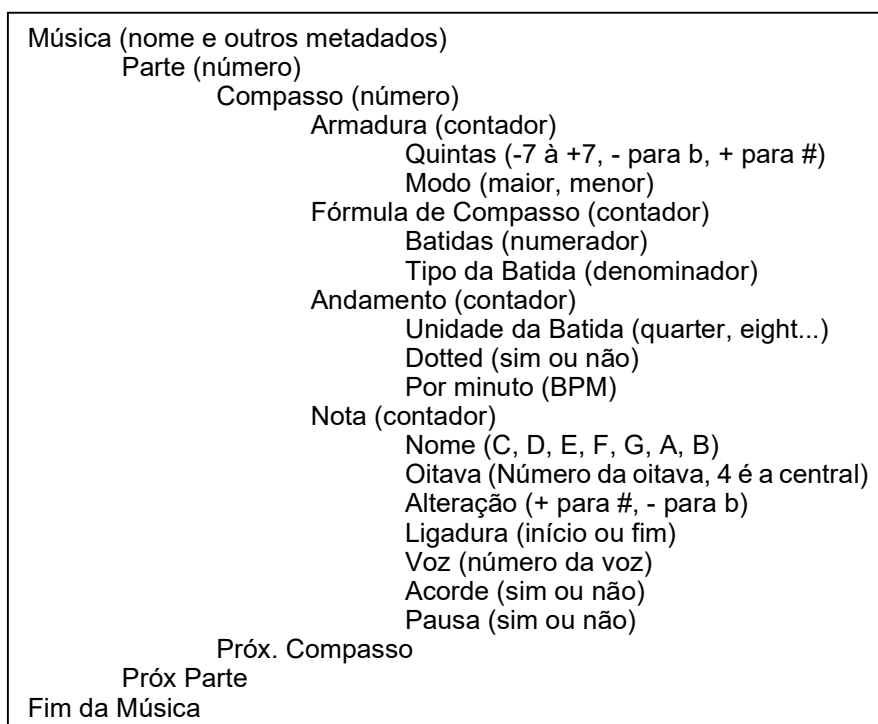 Música (nome e outros metadados)
Parte (número)
Compasso (número)
Armadura (contador)
Quintas (-7 à +7, - para b, + para #)
Modo (maior, menor)
Fórmula de Compasso (contador)
Batidas (numerador)
Tipo da Batida (denominador)
Andamento (contador)
Unidade da Batida (quarter, eight...)
Dotted (sim ou não)
Por minuto (BPM)
Nota (contador)
Nome (C, D, E, F, G, A, B)
Oitava (Número da oitava, 4 é a central)
Alteração (+ para #, - para b)
Ligadura (início ou fim)
Voz (número da voz)
Acorde (sim ou não)
Pausa (sim ou não)
Próx. Compasso
Próx Parte
Fim da Música